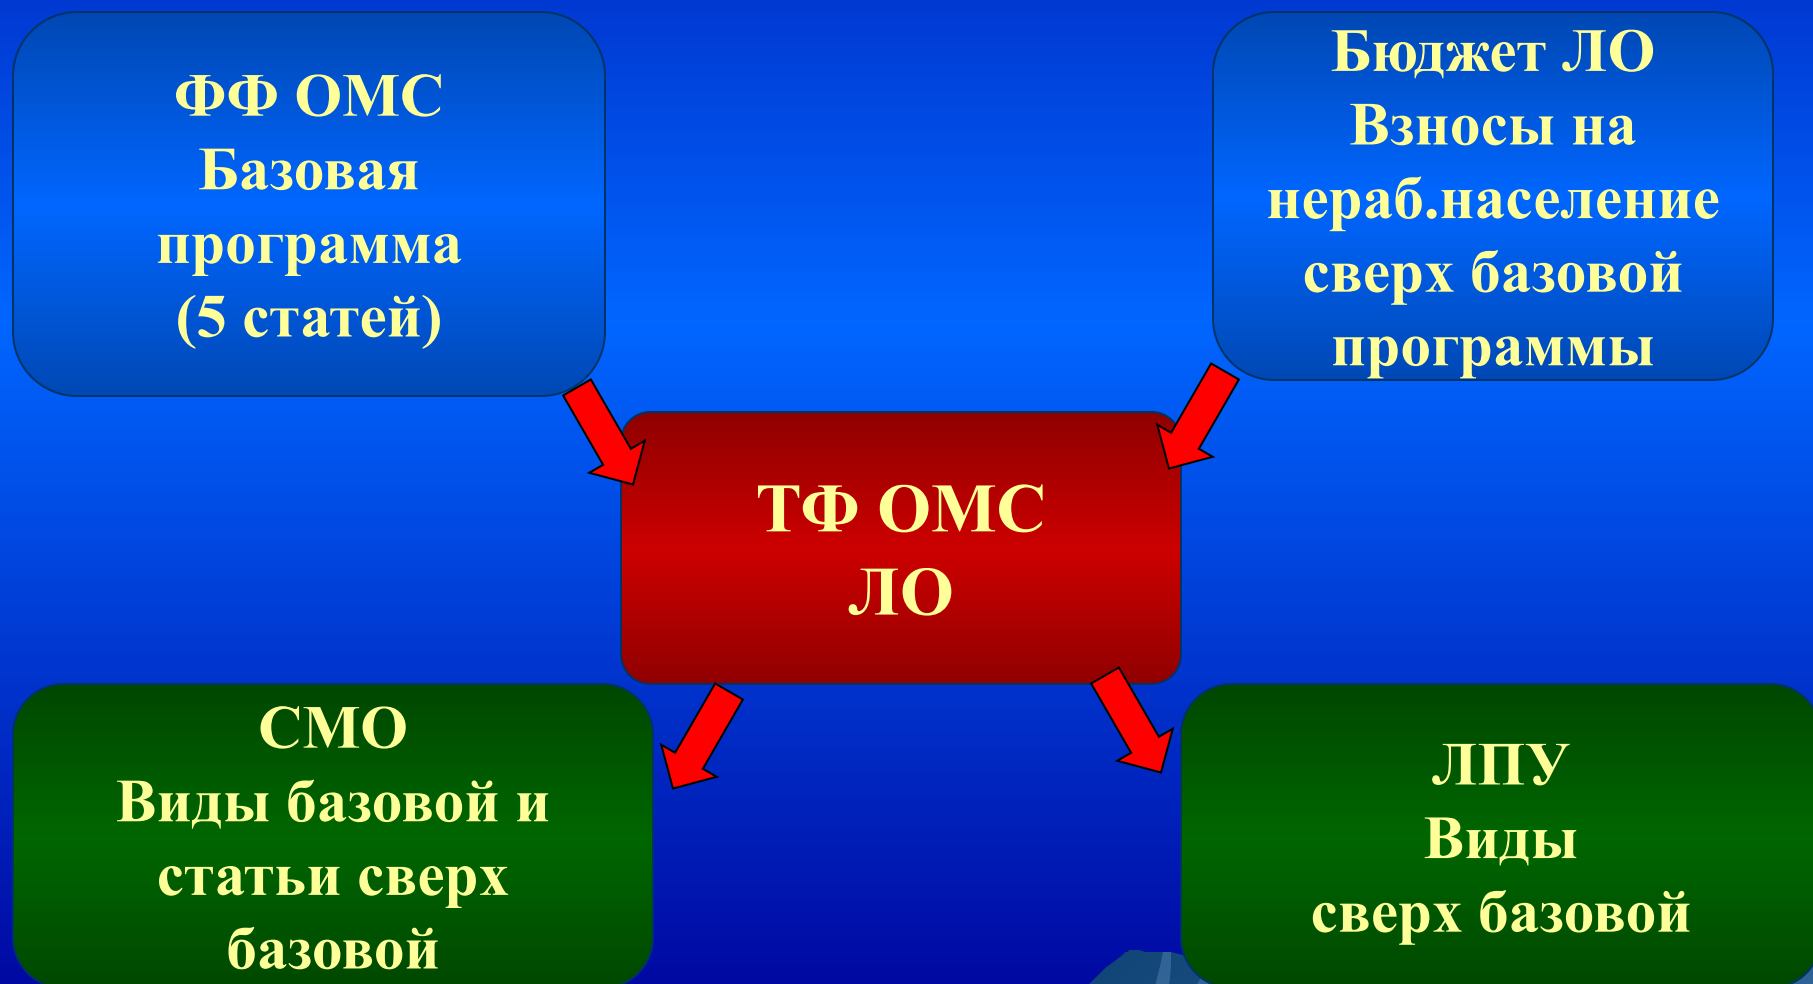 ФФ ОМС
Базовая
программа
(5 статей)
Бюджет ЛО
Взносы на
нераб.население
сверх базовой
программы
ТФ ОМС
ЛО
СМО
Виды базовой и
статьи сверх
базовой
ЛПУ
Виды
сверх базовой